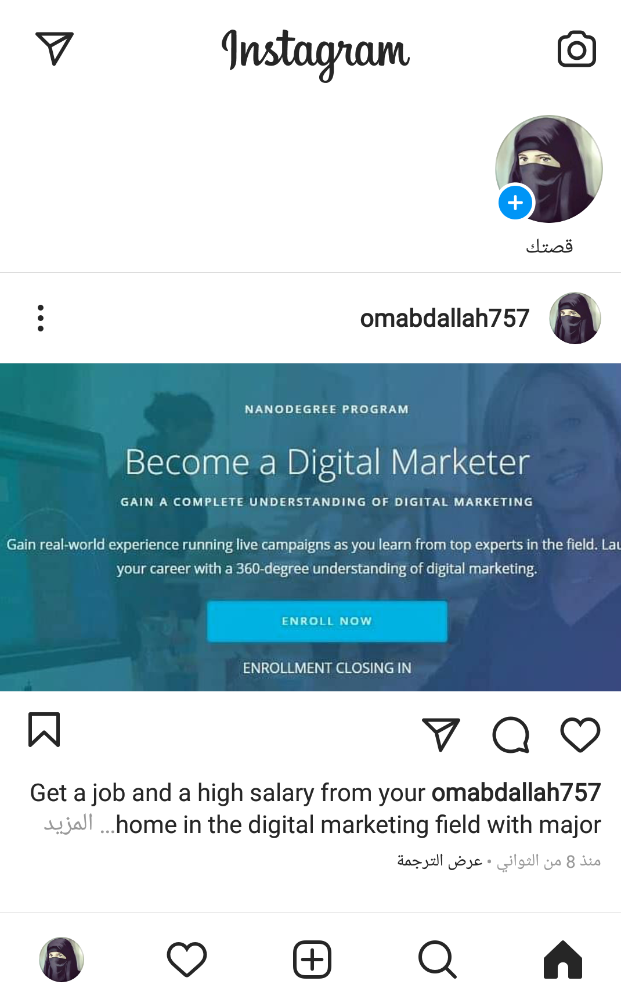 Instagram
قصتك
omabdallah757
NANODEGREE PROGRAM
Become a Digital Marketer
GAIN A COMPLETE UNDERSTANDING OF DIGITAL MARKETING
Gain real-world experience running live campaigns as you learn from top experts in the field. Lau
your career with a 360-degree understanding of digital marketing.
ENROLL NOW
ENROLLMENT CLOSING IN
omabdallah757 Get a job and a high salary from your
home in the digital marketing field with major... المزيد
منذ 8 من الثواني • عرض الترجمة